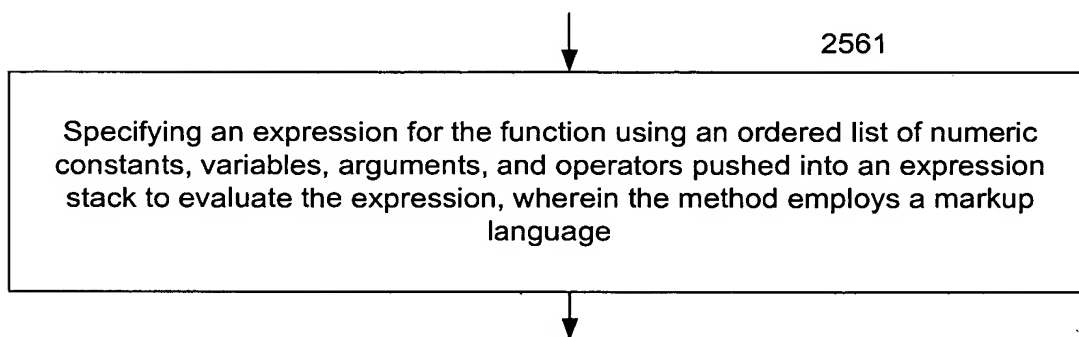 2561
Specifying an expression for the function using an ordered list of numeric
constants, variables, arguments, and operators pushed into an expression
stack to evaluate the expression, wherein the method employs a markup
language